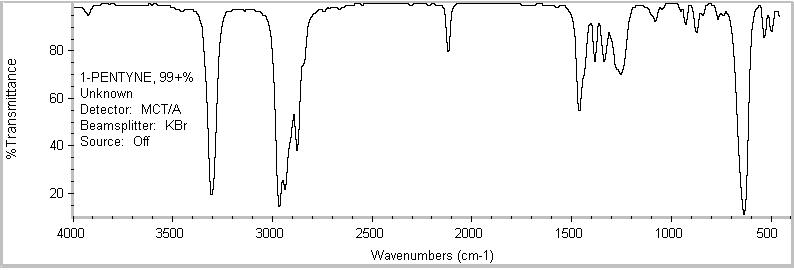 80
60
40
20
%Transmittance
1-PENTYNE, 99+%
Unknown
Detector: MCT/A
Beamsplitter: KBr
Source: Off
4000 3500 3000 2500 2000 1500 1000 500
Wavenumbers (cm-1)